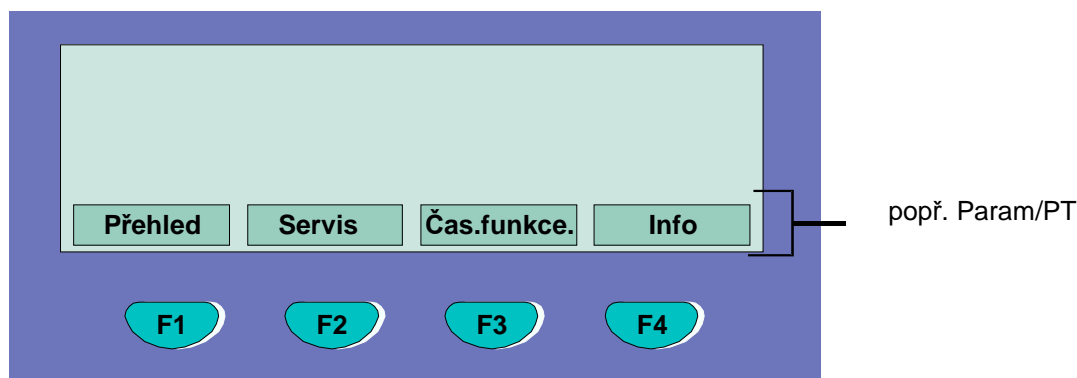 Přehled Servis Čas.funkce. Info
popř. Param/PT
F1 F2 F3 F4